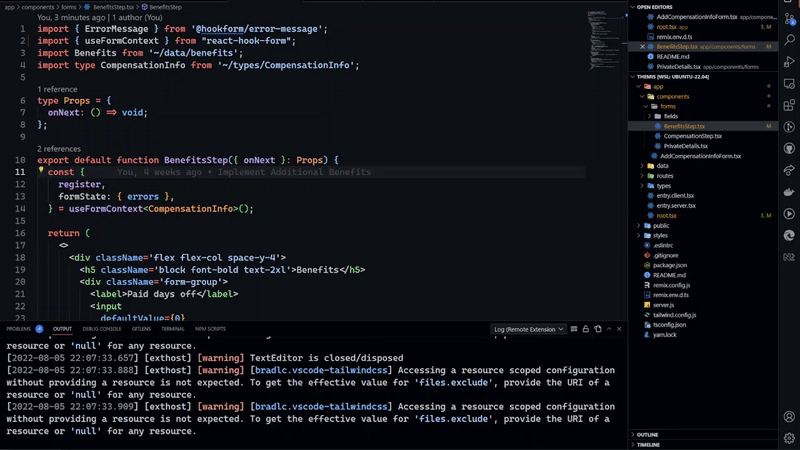 app > components > forms > BenefitsStep.tsx > BenefitsStep
You, 3 minutes ago | 1 author (You)
1 import { ErrorMessage } from '@hookform/error-message';
2 import { useFormContext } from "react-hook-form";
3 import Benefits from '~/data/benefits';
4 import type CompensationInfo from '~/types/CompensationInfo';
5
1 reference
6 type Props = {
7 onNext: () => void;
8 };
9
2 references
10 export default function BenefitsStep({ onNext }: Props) {
11 const { You, 4 weeks ago • Implement Additional Benefits
12 register,
13 formState: { errors },
14 } = useFormContext<CompensationInfo>();
15
16 return (
17 <>
18 <div className='flex flex-col space-y-4'>
19 <h5 className='block font-bold text-2xl'>Benefits</h5>
20 <div className='form-group'>
21 <label>Paid days off</label>
22 <input
23 defaultValue={0}
PROBLEMS 4 OUTPUT DEBUG CONSOLE GITLENS TERMINAL NPM SCRIPTS Log (Remote Extension
resource or 'null' for any resource.
[2022-08-05 22:07:33.657] [exthost] [warning] TextEditor is closed/disposed
[2022-08-05 22:07:33.888] [exthost] [warning] [bradlc.vscode-tailwindcss] Accessing a resource scoped configuration
without providing a resource is not expected. To get the effective value for 'files.exclude', provide the URI of a
resource or 'null' for any resource.
[2022-08-05 22:07:33.909] [exthost] [warning] [bradlc.vscode-tailwindcss] Accessing a resource scoped configuration
without providing a resource is not expected. To get the effective value for 'files.exclude', provide the URI of a
resource or 'null' for any resource.
OPEN EDITORS
AddCompensationInfoForm.tsx app/compone...
root.tsx app M
remix.env.d.ts
BenefitsStep.tsx app/components/forms M
README.md
PrivateDetails.tsx app/components/forms
THEMIS [WSL: UBUNTU-22.04]
app
components
forms
fields
BenefitsStep.tsx M
CompensationStep.tsx
PrivateDetails.tsx
AddCompensationInfoForm.tsx
data
routes
types
entry.client.tsx
entry.server.tsx
root.tsx M
public
styles
.eslintrc
.gitignore
package.json
README.md
remix.config.js
remix.env.d.ts
server.js
tailwind.config.js
tsconfig.json
yarn.lock
OUTLINE
TIMELINE